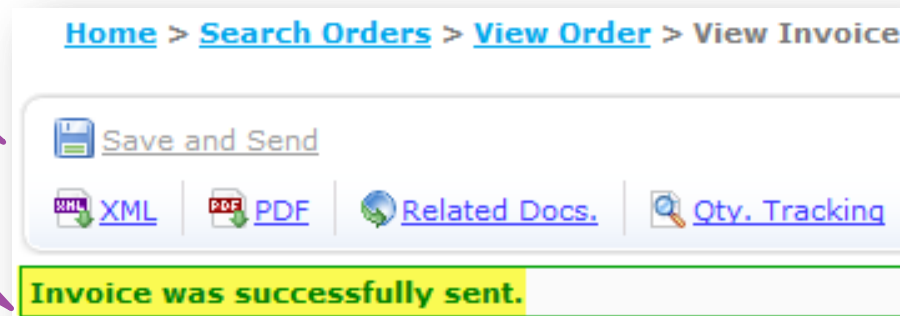 Home > Search Orders > View Order > View Invoice
Save and Send
XML PDF Related Docs. Qty. Tracking
Invoice was successfully sent.